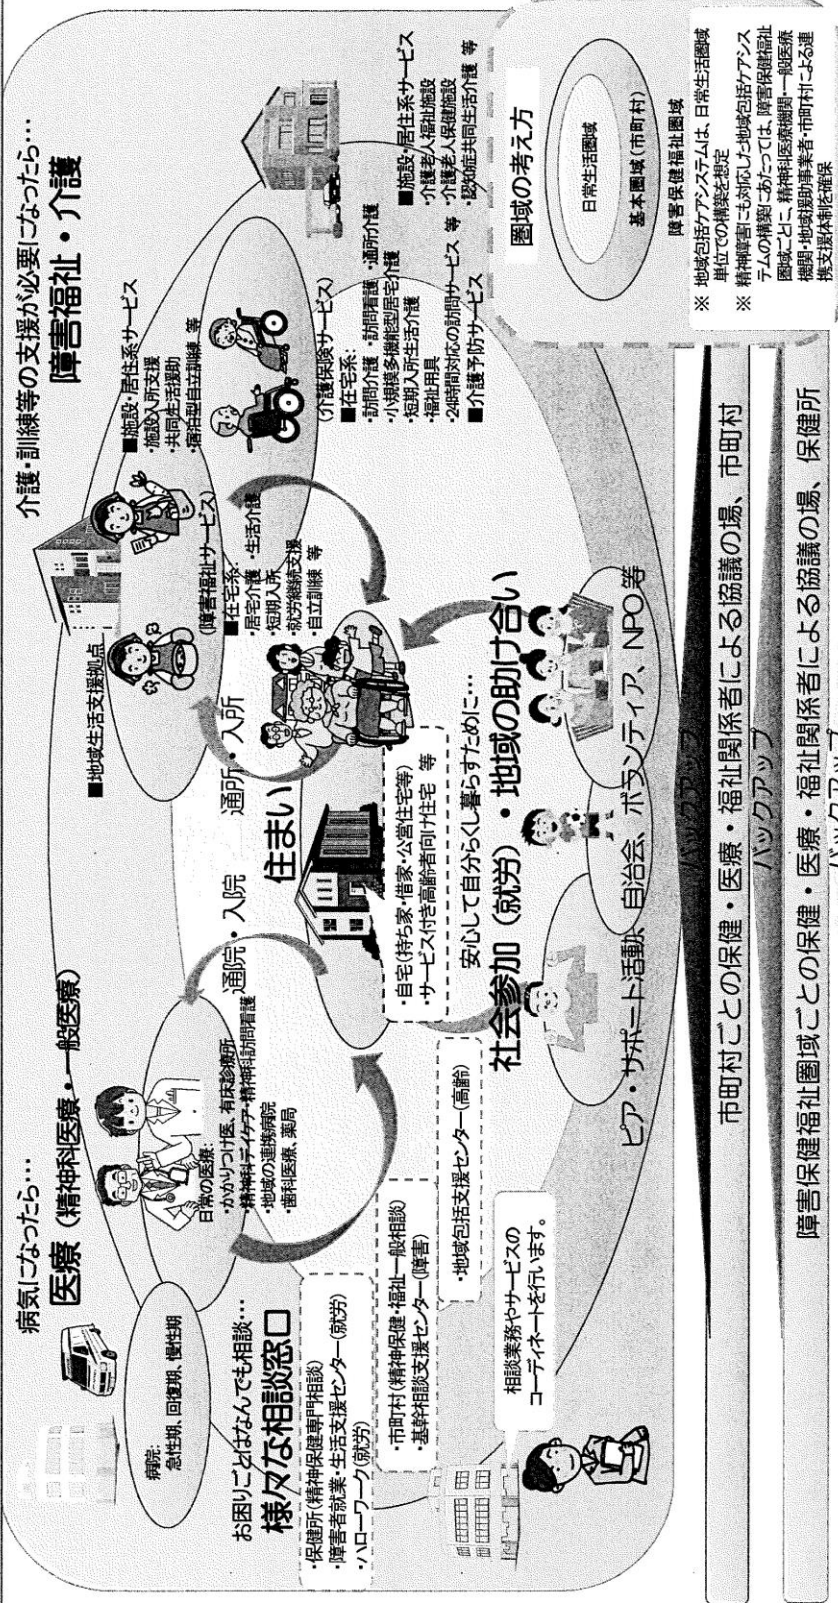 病気になったら…
医療 (精神科医療・一般医療)
病院:
急性期、回復期、慢性期
日常の医療:
・かかりつけ医、有床診療所
・精神科デイケア・精神科訪問看護
・地域の連携病院
・歯科医療、薬局
通院・入院
介護・訓練等の支援が必要になったら…
障害福祉・介護
■地域生活支援拠点
■施設・居住系サービス
・施設入所支援
・共同生活援助
・宿泊型自立訓練 等
(障害福祉サービス)
■在宅系:
・居宅介護 ・生活介護
・短期入所
・就労継続支援
・自立訓練 等
(介護保険サービス)
■在宅系:
・訪問介護 ・訪問看護 ・通所介護
・小規模多機能型居宅介護
・短期入所生活介護
・福祉用具
・24時間対応の訪問サービス 等
■介護予防サービス
■施設・居住系サービス
・介護老人福祉施設
・介護老人保健施設
・認知症共同生活介護 等
通所・入所
住まい
・自宅(持ち家・借家・公営住宅等)
・サービス付き高齢者向け住宅 等
お困りごとはなんでも相談…
様々な相談窓口
・保健所(精神保健専門相談)
・障害者就業・生活支援センター(就労)
・ハローワーク(就労)
・市町村(精神保健・福祉一般相談)
・基幹相談支援センター(障害)
・地域包括支援センター(高齢)
相談業務やサービスの
コーディネートを行います。
安心して自分らしく暮らすために…
社会参加 (就労) ・地域の助け合い
ピア・サポート活動、自治会、ボランティア、NPO等
圏域の考え方
日常生活圏域
基本圏域(市町村)
障害保健福祉圏域
※ 地域包括ケアシステムは、日常生活圏域
単位での構築を想定
※ 精神障害にも対応した地域包括ケアシス
テムの構築にあたっては、障害保健福祉
圏域ごとに、精神科医療機関・一般医療
機関・地域援助事業者・市町村による連
携支援体制を確保
バックアップ
市町村ごとの保健・医療・福祉関係者による協議の場、市町村
バックアップ
障害保健福祉圏域ごとの保健・医療・福祉関係者による協議の場、保健所
バックアップ